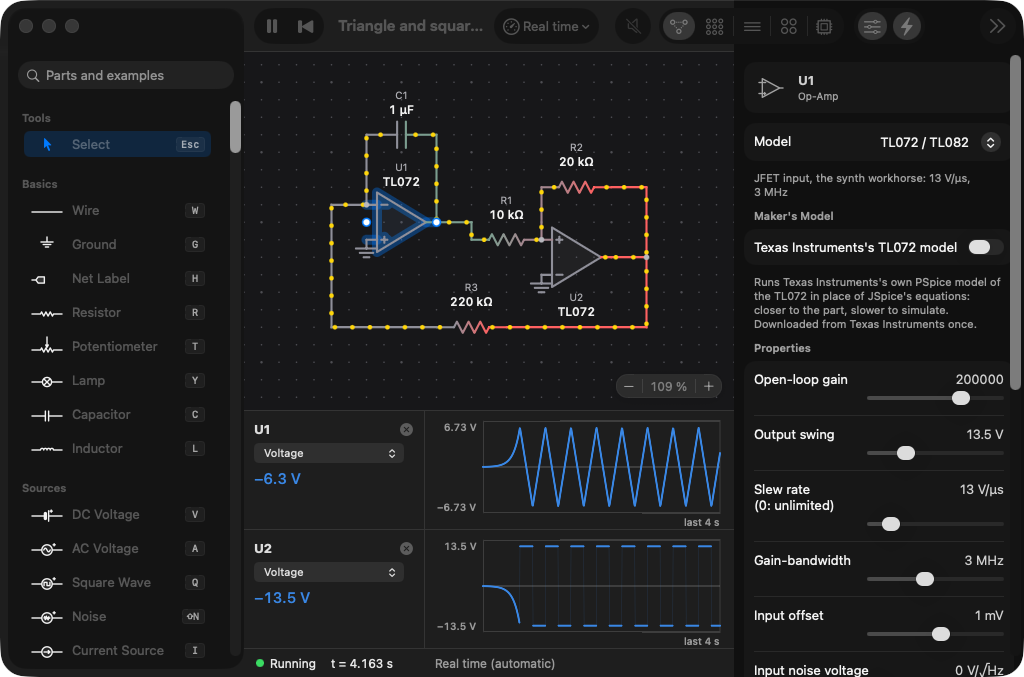 Triangle and squar...
Real time
Parts and examples
Tools
Select Esc
Basics
Wire W
Ground G
Net Label H
Resistor R
Potentiometer T
Lamp Y
Capacitor C
Inductor L
Sources
DC Voltage V
AC Voltage A
Square Wave Q
Noise ⇧N
Current Source I
C1
1 µF
U1
TL072
R2
20 kΩ
R1
10 kΩ
R3
220 kΩ
U2
TL072
− 109 % +
U1
Voltage
−6.3 V
6.73 V
−6.73 V
last 4 s
U2
Voltage
−13.5 V
13.5 V
−13.5 V
last 4 s
Running t = 4.163 s Real time (automatic)
U1
Op-Amp
Model TL072 / TL082
JFET input, the synth workhorse: 13 V/µs,
3 MHz
Maker's Model
Texas Instruments's TL072 model
Runs Texas Instruments's own PSpice model of
the TL072 in place of JSpice's equations:
closer to the part, slower to simulate.
Downloaded from Texas Instruments once.
Properties
Open-loop gain 200000
Output swing 13.5 V
Slew rate 13 V/µs
(0: unlimited)
Gain-bandwidth 3 MHz
Input offset 1 mV
Input noise voltage 0 V/√Hz